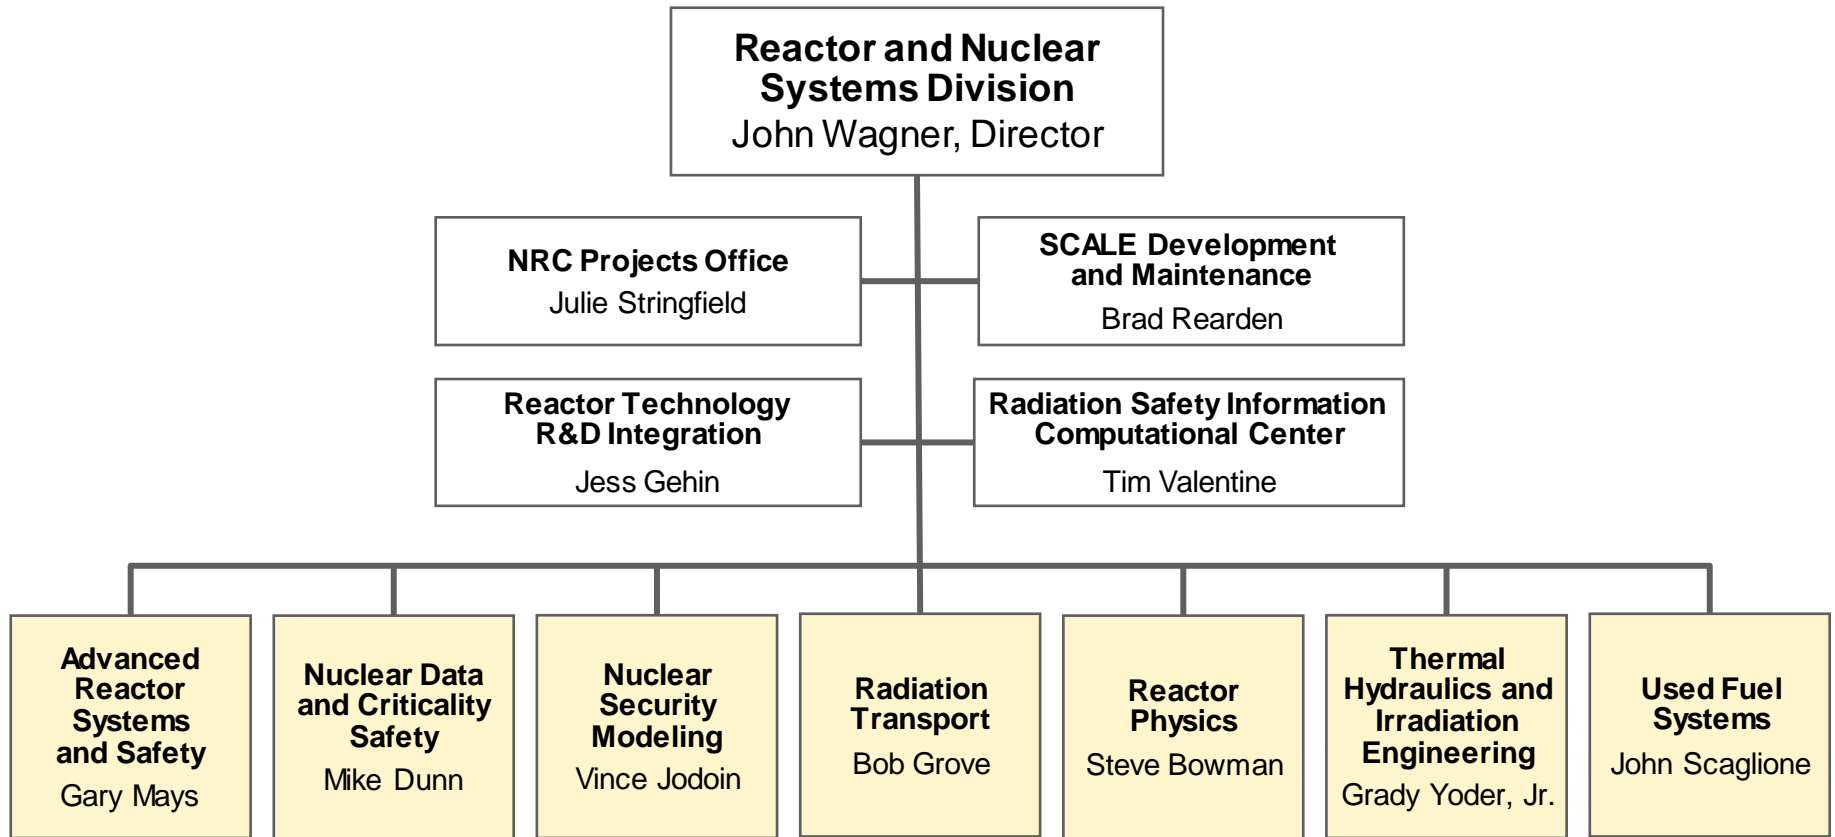 Reactor and Nuclear
Systems Division
John Wagner, Director
NRC Projects Office
Julie Stringfield
SCALE Development
and Maintenance
Brad Rearden
Reactor Technology
R&D Integration
Jess Gehin
Radiation Safety Information
Computational Center
Tim Valentine
Advanced
Reactor
Systems
and Safety
Gary Mays
Nuclear Data
and Criticality
Safety
Mike Dunn
Nuclear
Security
Modeling
Vince Jodoin
Radiation
Transport
Bob Grove
Reactor
Physics
Steve Bowman
Thermal
Hydraulics and
Irradiation
Engineering
Grady Yoder, Jr.
Used Fuel
Systems
John Scaglione